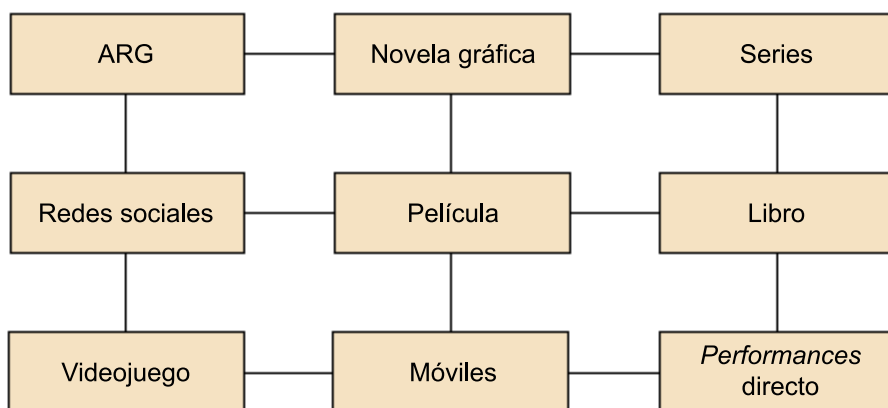 ARG
Novela gráfica
Series
Redes sociales
Película
Libro
Videojuego
Móviles
Performances
directo